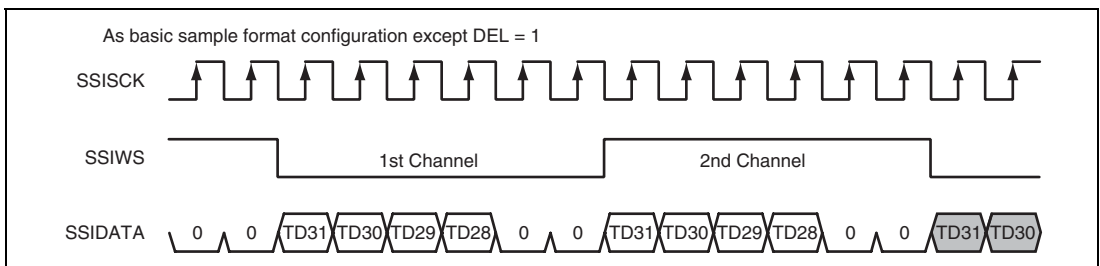 As basic sample format configuration except DEL = 1
SSISCK
SSIWS 1st Channel 2nd Channel
SSIDATA 0 0 TD31 TD30 TD29 TD28 0 0 TD31 TD30 TD29 TD28 0 0 TD31 TD30